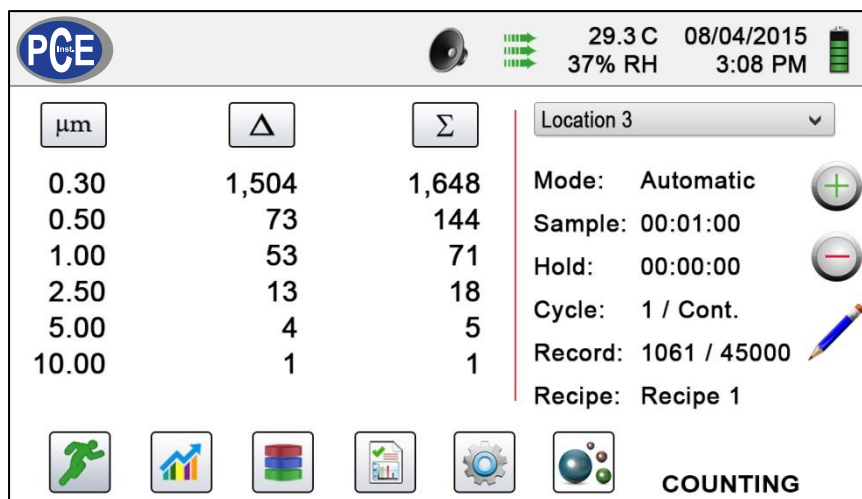 PCE
Inst.
29.3 C 08/04/2015
37% RH 3:08 PM
µm Δ Σ
Location 3
0.30 1,504 1,648
0.50 73 144
1.00 53 71
2.50 13 18
5.00 4 5
10.00 1 1
Mode: Automatic
Sample: 00:01:00
Hold: 00:00:00
Cycle: 1 / Cont.
Record: 1061 / 45000
Recipe: Recipe 1
COUNTING